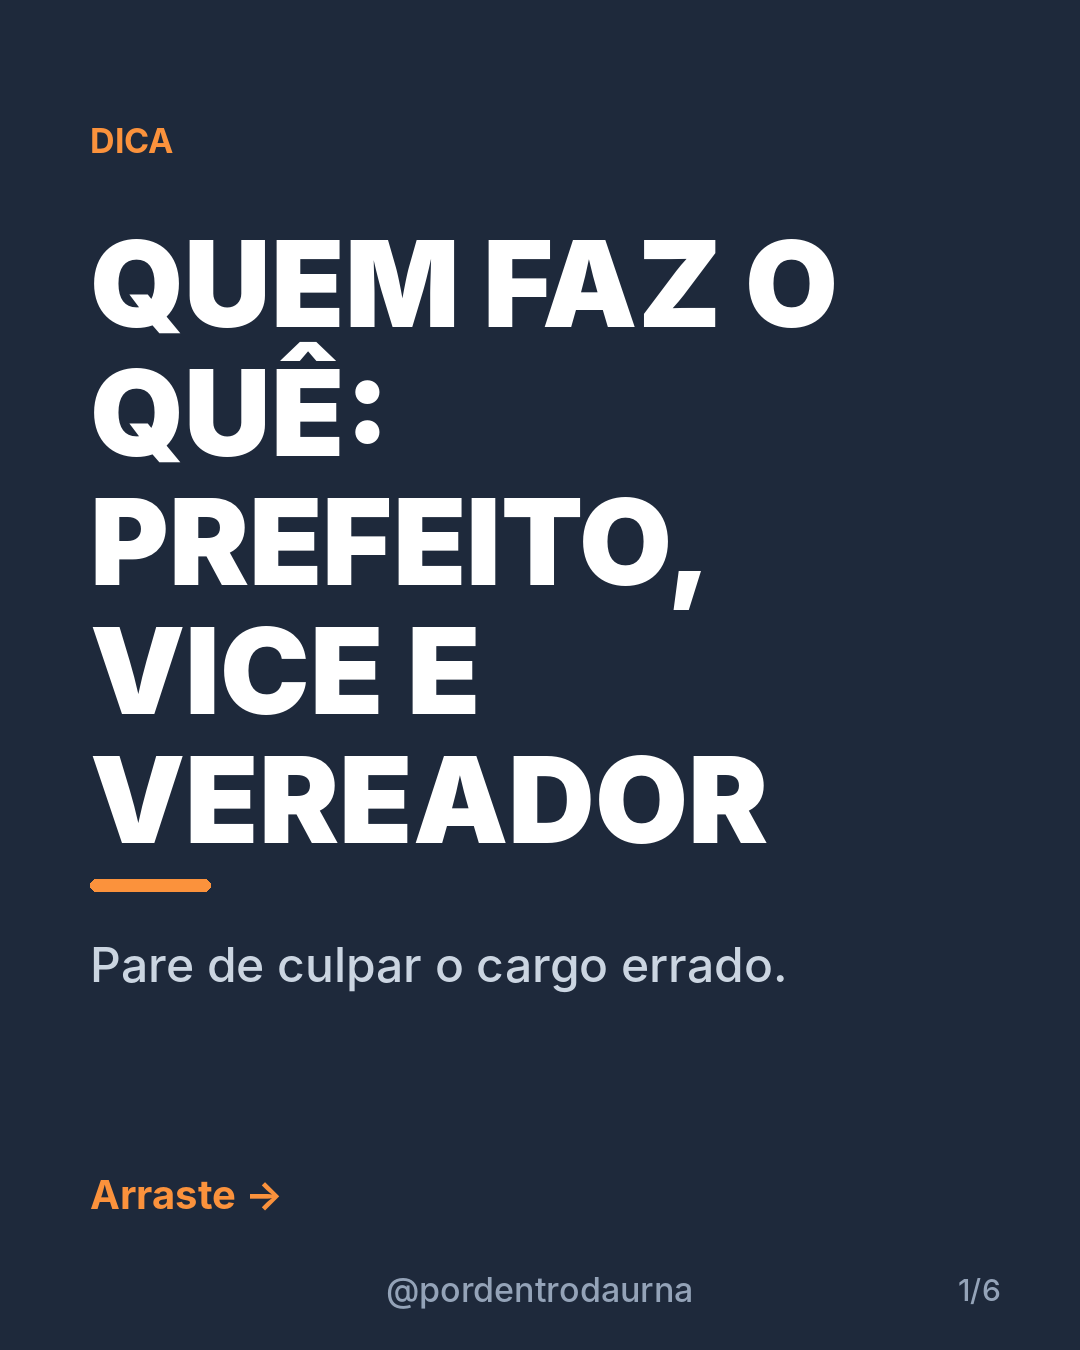 DICA
QUEM FAZ O
QUÊ:
PREFEITO,
VICE E
VEREADOR
Pare de culpar o cargo errado.
Arraste →
@pordentrodaurna
1/6